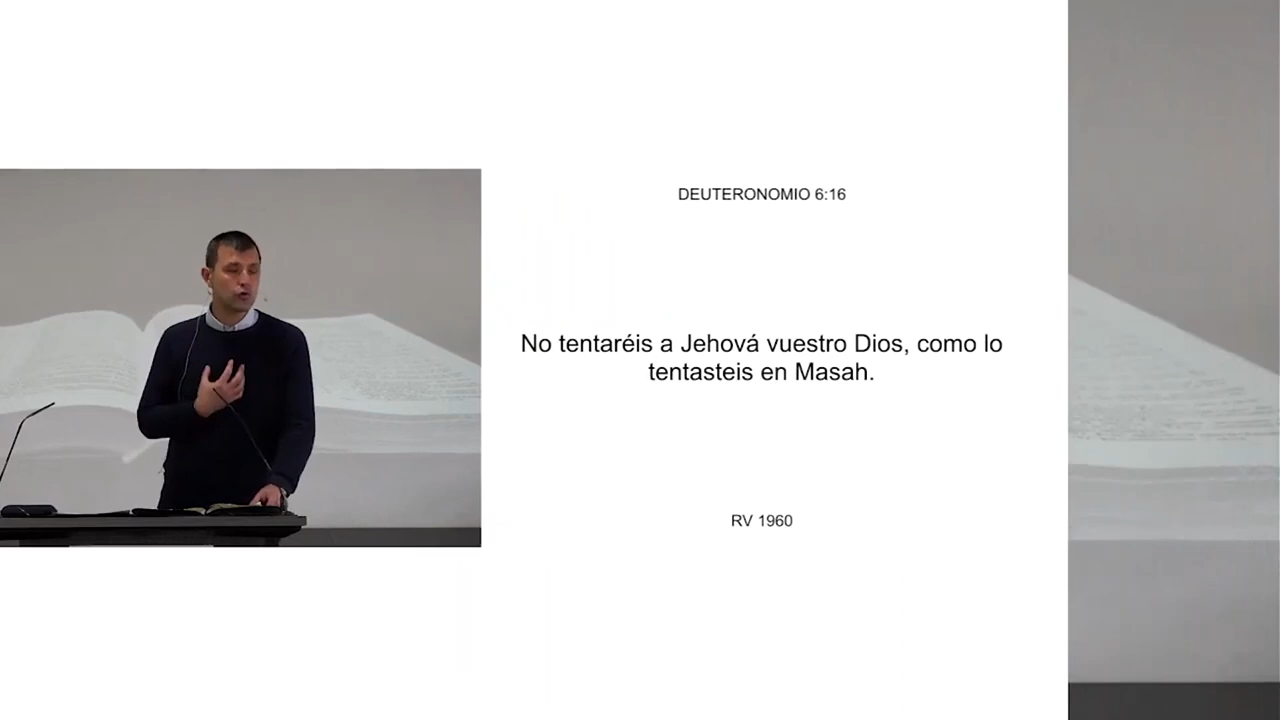 DEUTERONOMIO 6:16
No tentaréis a Jehová vuestro Dios, como lo
tentasteis en Masah.
RV 1960